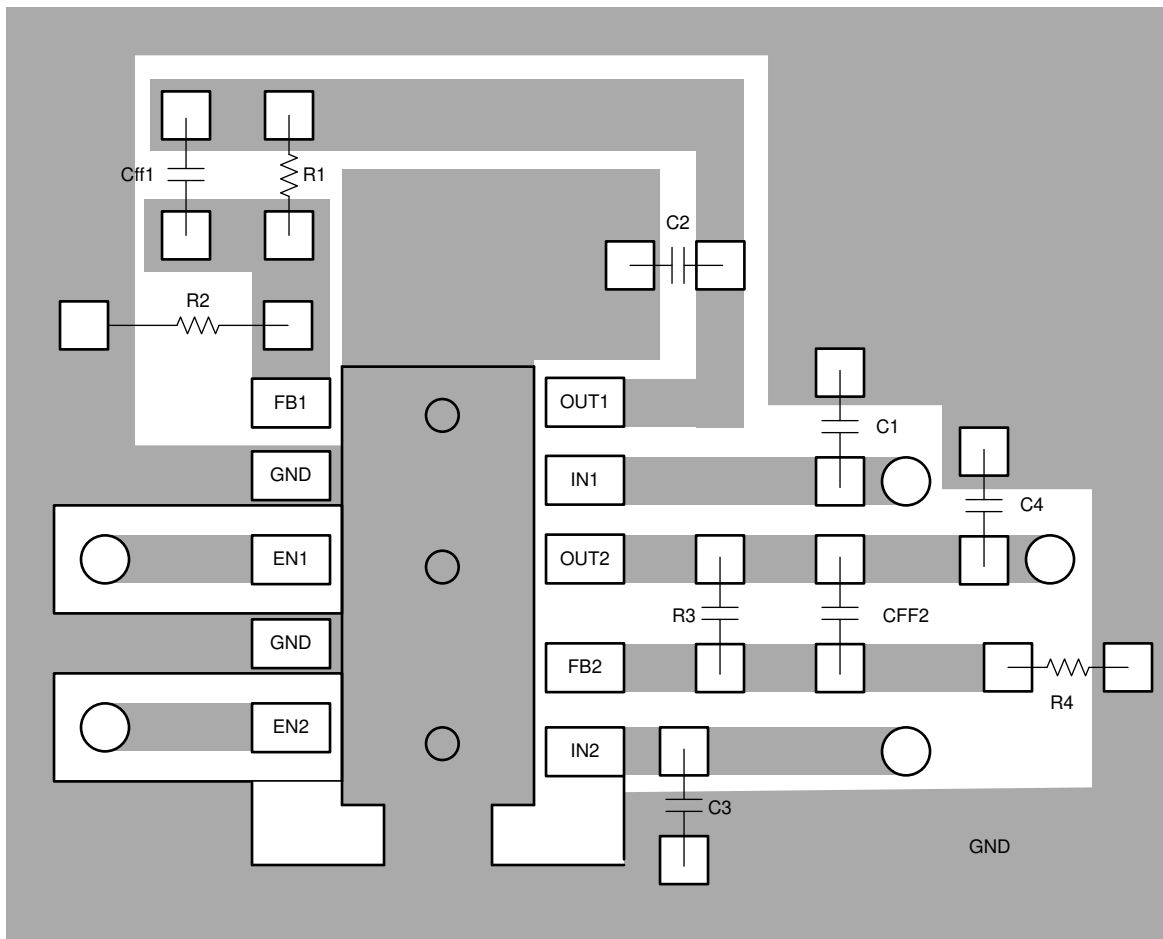 Cff1
R1
C2
R2
FB1
OUT1
C1
GND
IN1
C4
EN1
OUT2
R3
CFF2
GND
FB2
R4
EN2
IN2
C3
GND